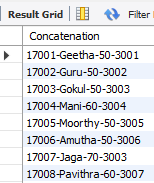 Result Grid Filter
Concatenation
17001-Geetha-50-3001
17002-Guru-50-3002
17003-Gokul-50-3003
17004-Mani-60-3004
17005-Moorthy-50-3005
17006-Amutha-50-3006
17007-Jaga-70-3003
17008-Pavithra-60-3007